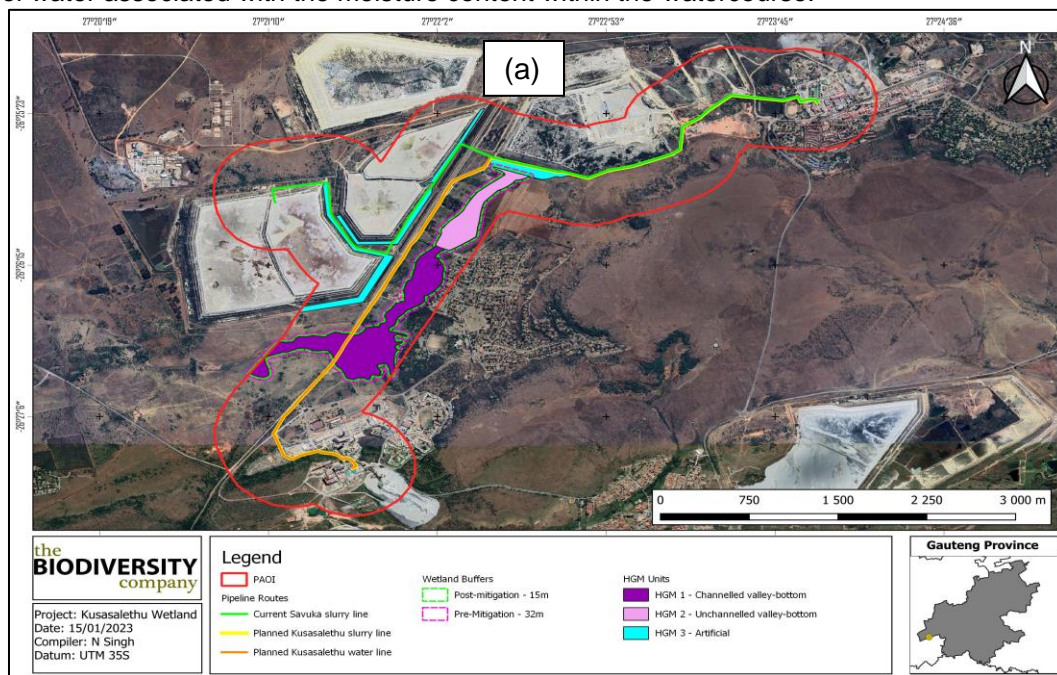 or water associated with the moisture content within the watercourse.
27°20'18" 27°21'10" 27°22'2" 27°22'53" 27°23'45" 27°24'36"
(a)
N
0 750 1 500 2 250 3 000 m
the
BIODIVERSITY
company
Project: Kusasalethu Wetland
Date: 15/01/2023
Compiler: N Singh
Datum: UTM 35S
Legend
PAOI
Pipeline Routes
Current Savuka slurry line
Planned Kusasalethu slurry line
Planned Kusasalethu water line
Wetland Buffers
Post-mitigation - 15m
Pre-Mitigation - 32m
HGM Units
HGM 1 - Channelled valley-bottom
HGM 2 - Unchannelled valley-bottom
HGM 3 - Artificial
Gauteng Province